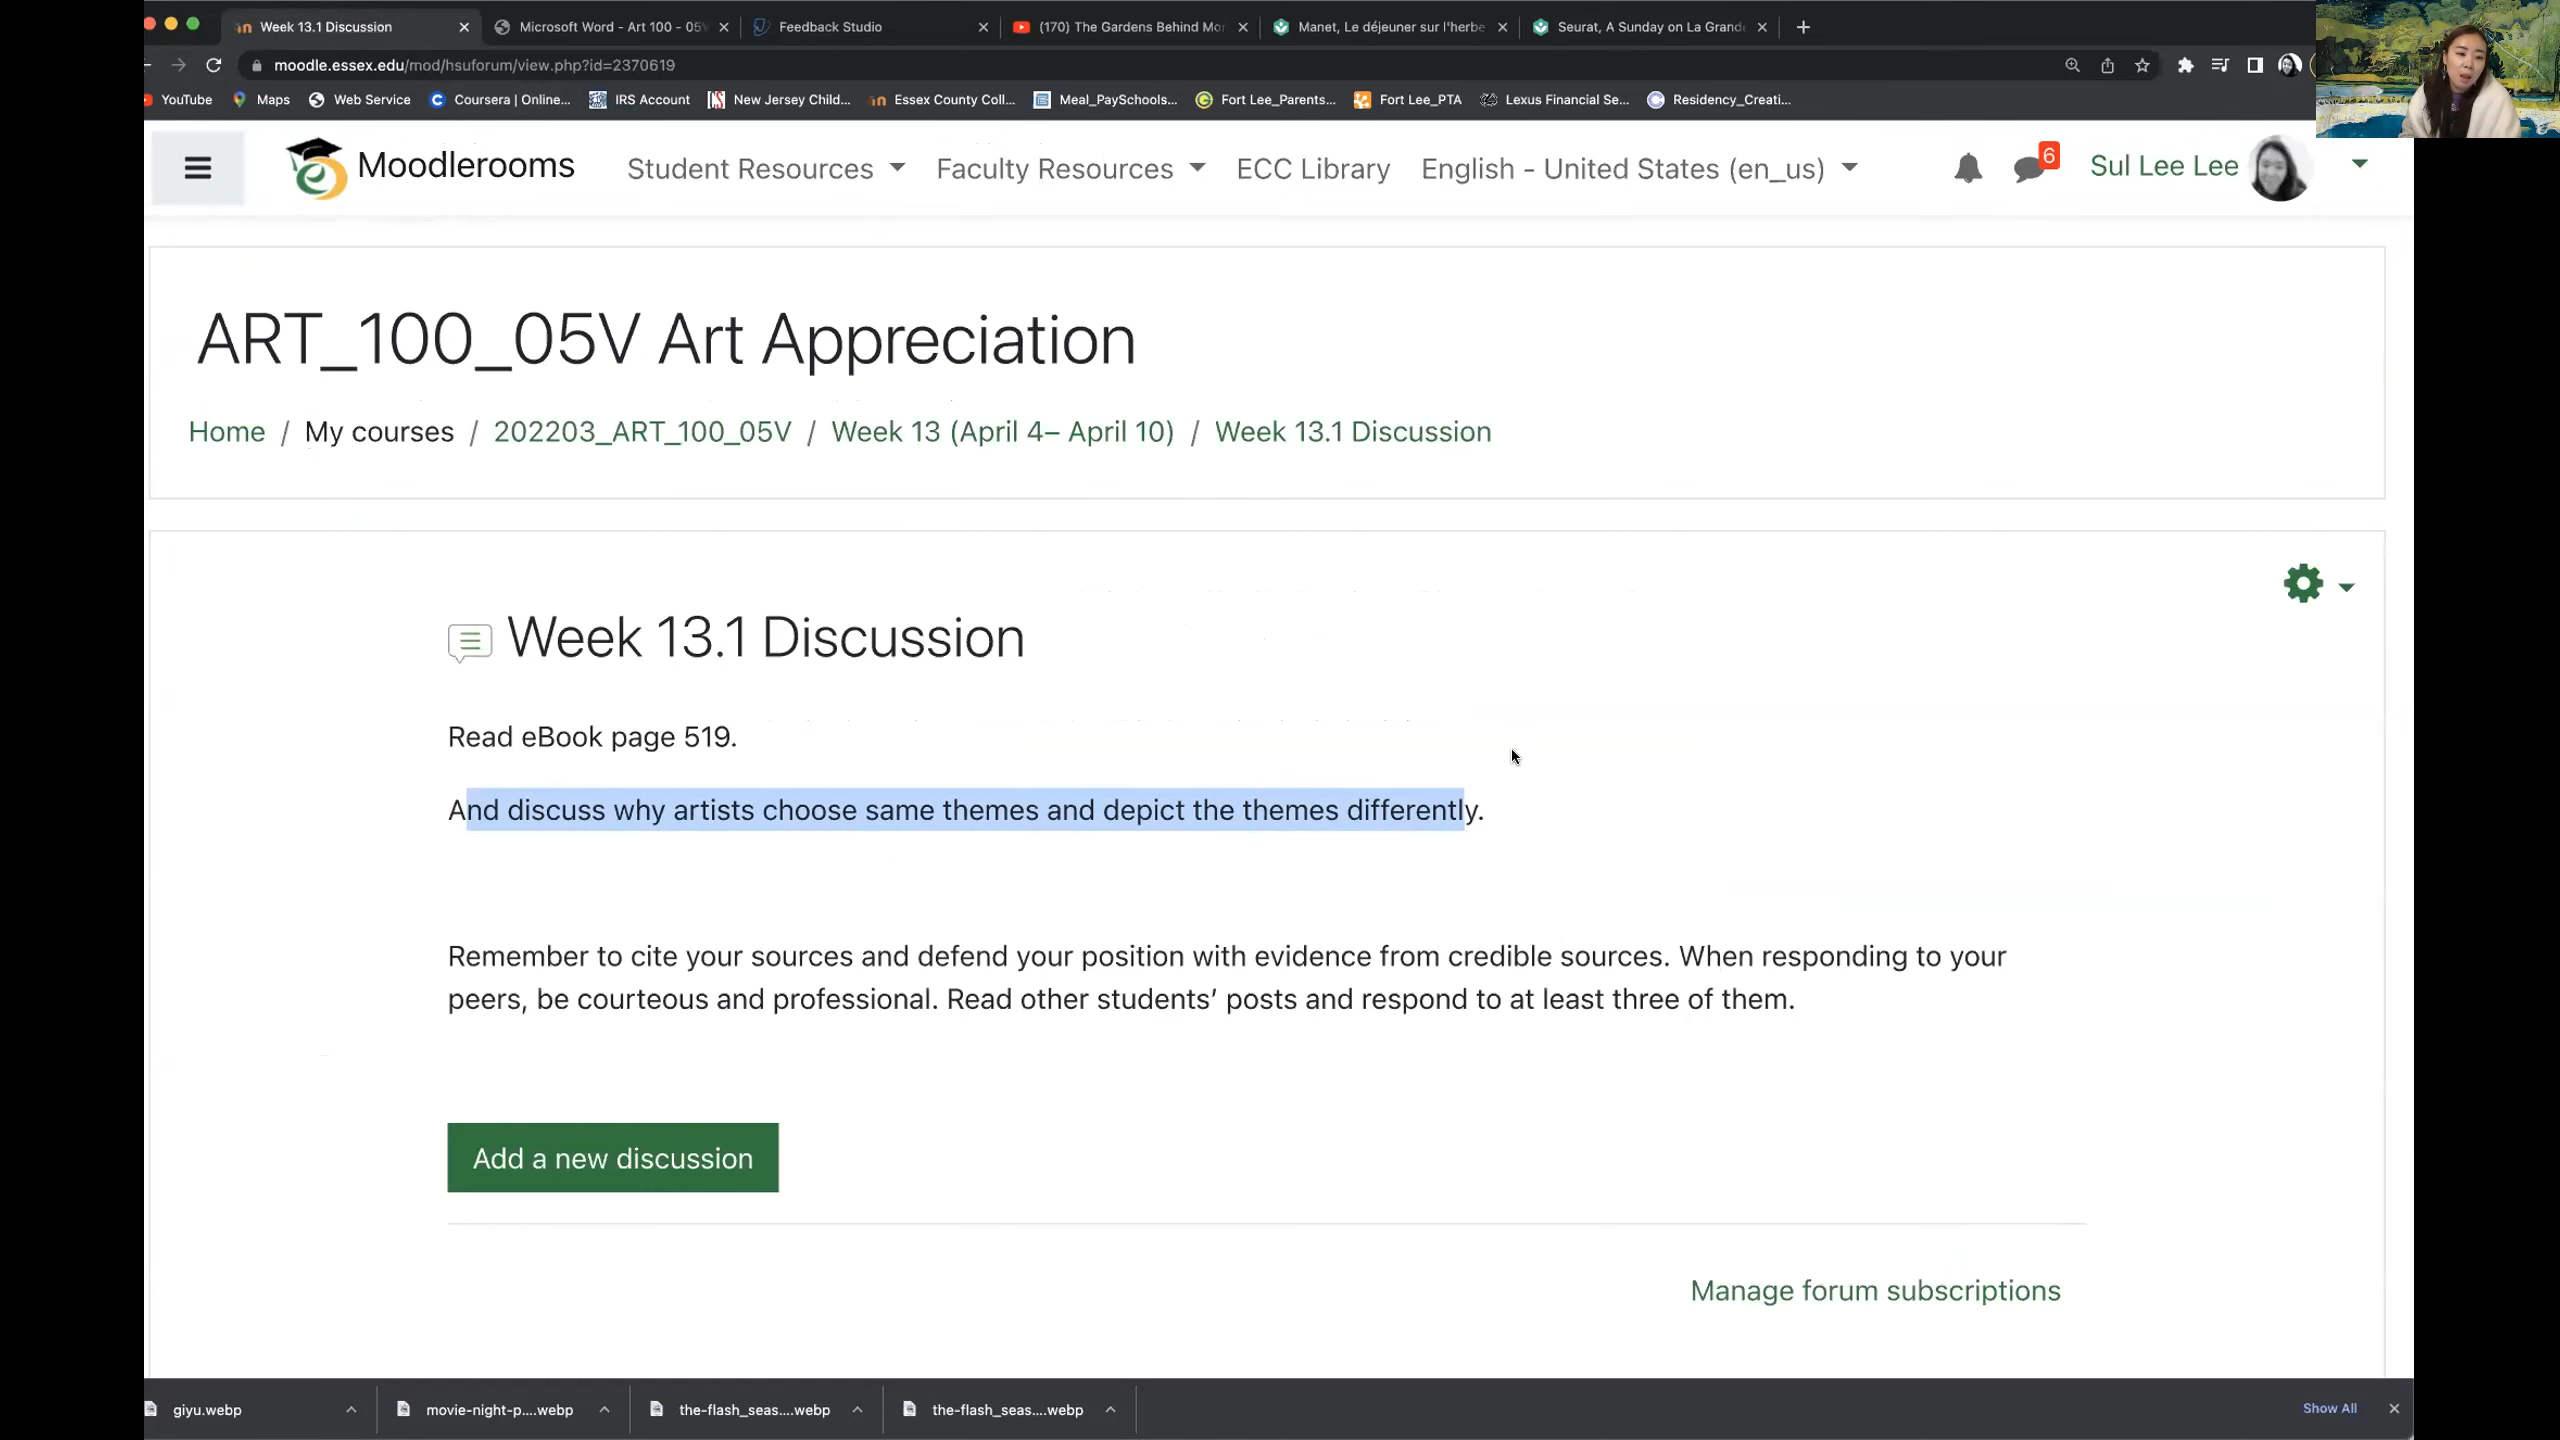 Week 13.1 Discussion
Microsoft Word - Art 100 - 05V
Feedback Studio
(170) The Gardens Behind Mon
Manet, Le déjeuner sur l'herbe
Seurat, A Sunday on La Grand
moodle.essex.edu/mod/hsuforum/view.php?id=2370619
YouTube
Maps
Web Service
Coursera | Online...
IRS Account
New Jersey Child...
Essex County Coll...
Meal_PaySchools...
Fort Lee_Parents...
Fort Lee_PTA
Lexus Financial Se...
Residency_Creati...
Moodlerooms
Student Resources
Faculty Resources
ECC Library
English - United States (en_us)
6
Sul Lee Lee
ART_100_05V Art Appreciation
Home / My courses / 202203_ART_100_05V / Week 13 (April 4– April 10) / Week 13.1 Discussion
Week 13.1 Discussion
Read eBook page 519.
And discuss why artists choose same themes and depict the themes differently.
Remember to cite your sources and defend your position with evidence from credible sources. When responding to your
peers, be courteous and professional. Read other students’ posts and respond to at least three of them.
Add a new discussion
Manage forum subscriptions
giyu.webp
movie-night-p....webp
the-flash_seas....webp
the-flash_seas....webp
Show All